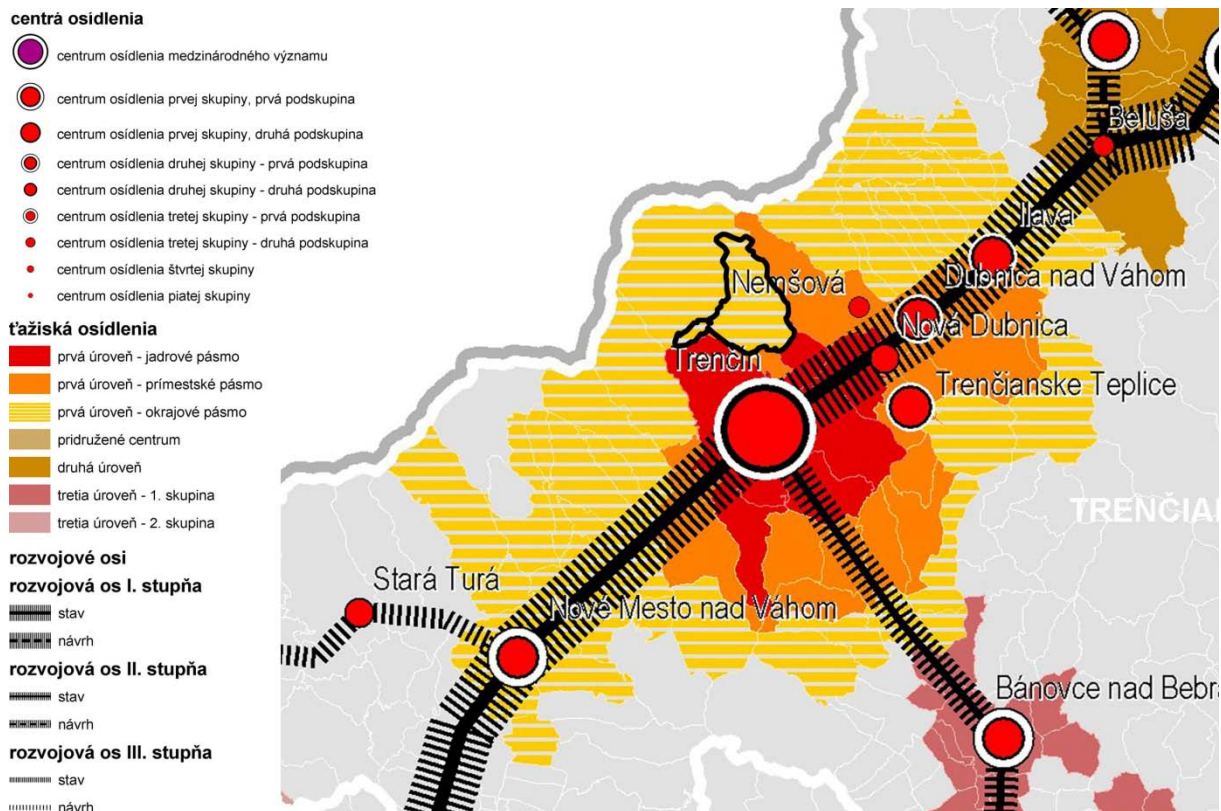 centrá osídlenia
centrum osídlenia medzinárodného významu
centrum osídlenia prvej skupiny, prvá podskupina
centrum osídlenia prvej skupiny, druhá podskupina
centrum osídlenia druhej skupiny - prvá podskupina
centrum osídlenia druhej skupiny - druhá podskupina
centrum osídlenia tretej skupiny - prvá podskupina
centrum osídlenia tretej skupiny - druhá podskupina
centrum osídlenia štvrtej skupiny
centrum osídlenia piatej skupiny
ťažiská osídlenia
prvá úroveň - jadrové pásmo
prvá úroveň - prímestské pásmo
prvá úroveň - okrajové pásmo
pridružené centrum
druhá úroveň
tretia úroveň - 1. skupina
tretia úroveň - 2. skupina
rozvojové osi
rozvojová os I. stupňa
stav
návrh
rozvojová os II. stupňa
stav
návrh
rozvojová os III. stupňa
stav
návrh
Beluša
Ilava
Dubnica nad Váhom
Nemšová
Nová Dubnica
Trenčín
Trenčianske Teplice
TRENČIA
Stará Turá
Nové Mesto nad Váhom
Bánovce nad Bebra